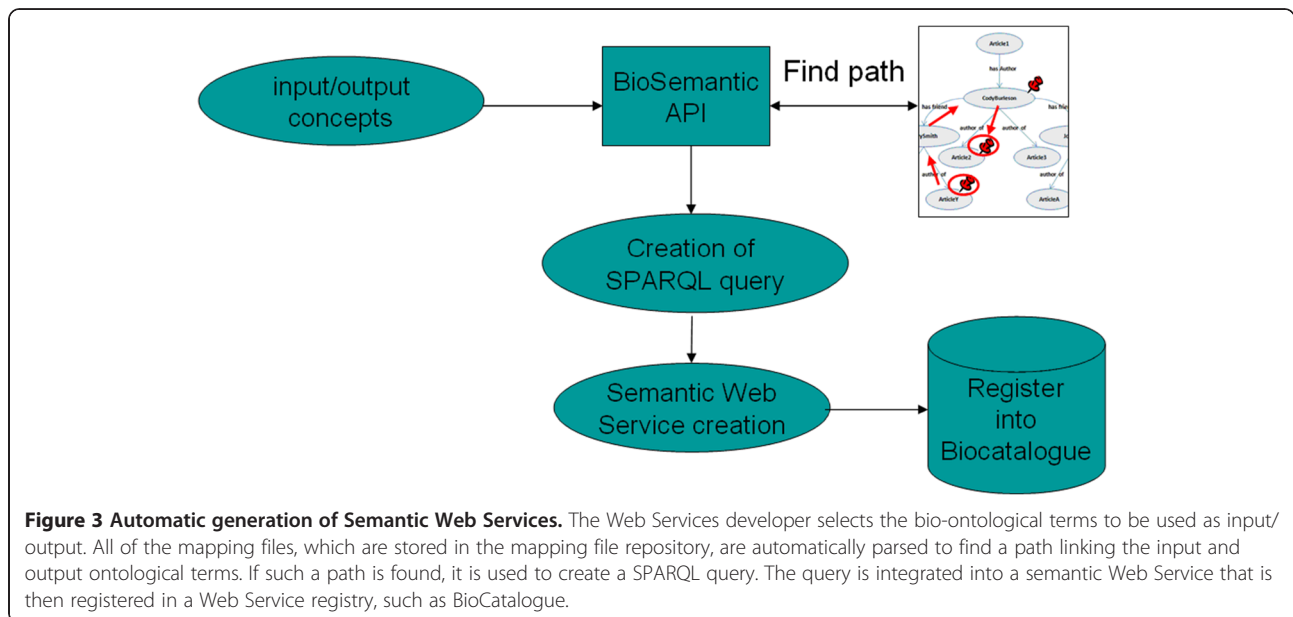 input/output
concepts
BioSemantic
API
Find path
Article1
has Author
CodyBurleson
has friend
author of
author of
Article2
Article3
author of
author of
ArticleY
ArticleA
Creation of
SPARQL query
Semantic Web
Service creation
Register
into
Biocatalogue
Figure 3 Automatic generation of Semantic Web Services. The Web Services developer selects the bio-ontological terms to be used as input/
output. All of the mapping files, which are stored in the mapping file repository, are automatically parsed to find a path linking the input and
output ontological terms. If such a path is found, it is used to create a SPARQL query. The query is integrated into a semantic Web Service that is
then registered in a Web Service registry, such as BioCatalogue.